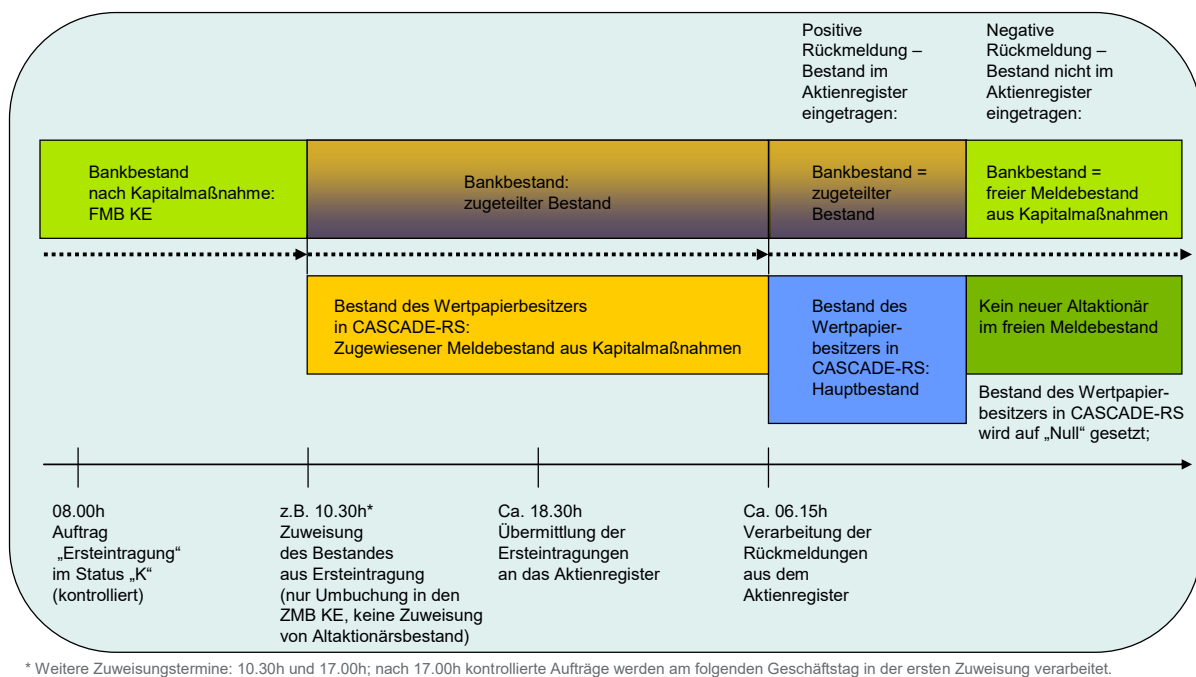 Positive
Rückmeldung –
Bestand im
Aktienregister
eingetragen:
Negative
Rückmeldung –
Bestand nicht im
Aktienregister
eingetragen:
Bankbestand
nach Kapitalmaßnahme:
FMB KE
Bankbestand:
zugeteilter Bestand
Bankbestand =
zugeteilter
Bestand
Bankbestand =
freier Meldebestand
aus Kapitalmaßnahmen
Bestand des Wertpapierbesitzers
in CASCADE-RS:
Zugewiesener Meldebestand aus Kapitalmaßnahmen
Bestand des
Wertpapier-
besitzers in
CASCADE-RS:
Hauptbestand
Kein neuer Altaktionär
im freien Meldebestand
Bestand des Wertpapier-
besitzers in CASCADE-RS
wird auf „Null“ gesetzt;
08.00h
Auftrag
„Ersteintragung“
im Status „K“
(kontrolliert)
z.B. 10.30h*
Zuweisung
des Bestandes
aus Ersteintragung
(nur Umbuchung in den
ZMB KE, keine Zuweisung
von Altaktionärsbestand)
Ca. 18.30h
Übermittlung der
Ersteintragungen
an das Aktienregister
Ca. 06.15h
Verarbeitung der
Rückmeldungen
aus dem
Aktienregister
* Weitere Zuweisungstermine: 10.30h und 17.00h; nach 17.00h kontrollierte Aufträge werden am folgenden Geschäftstag in der ersten Zuweisung verarbeitet.